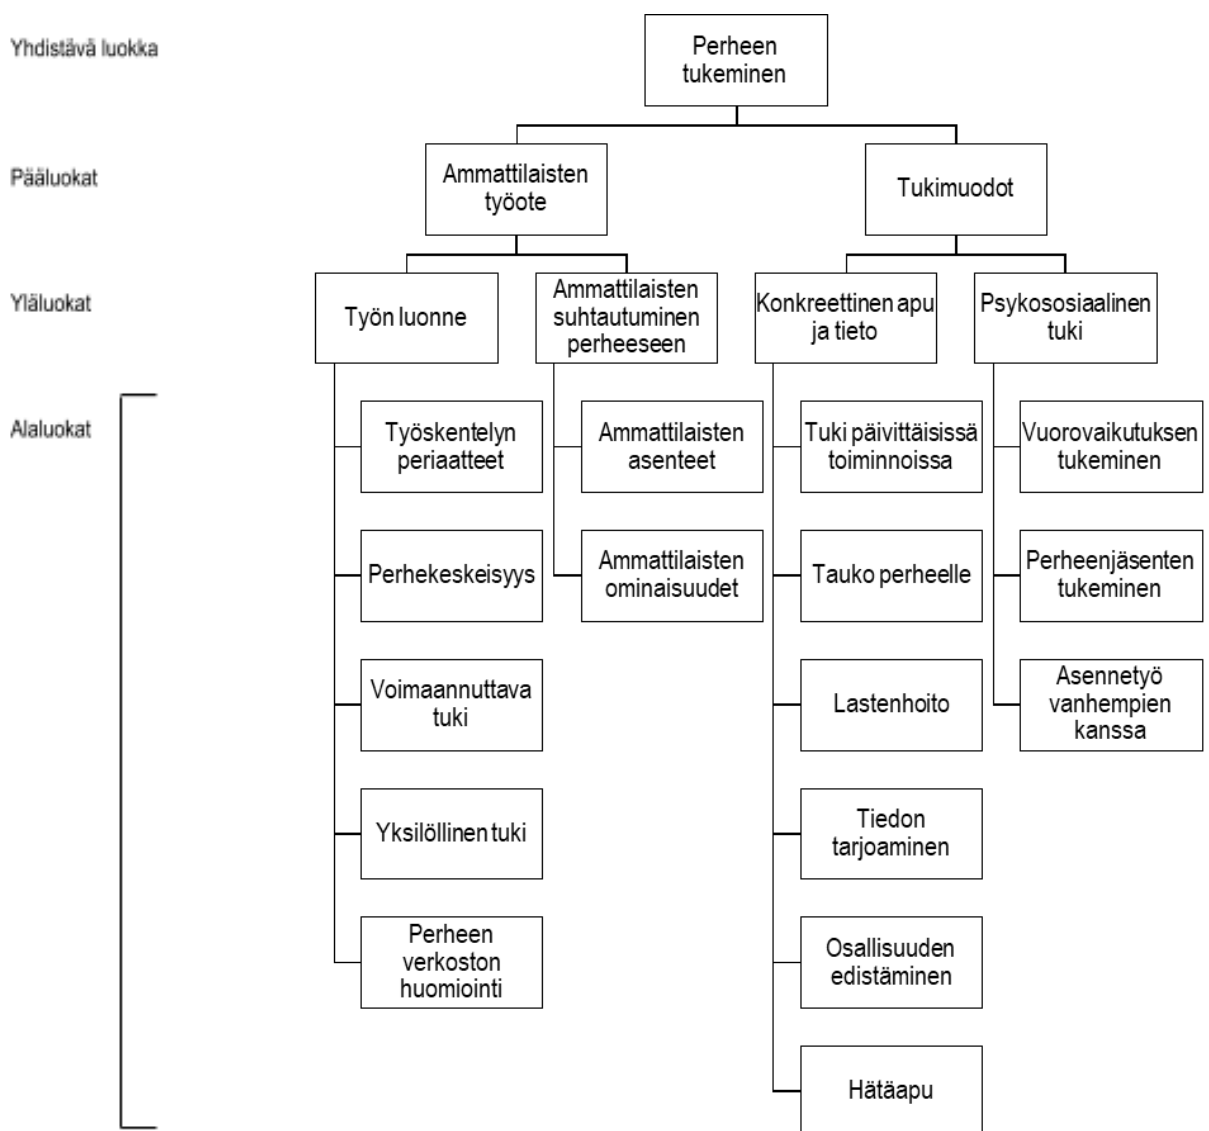 Yhdistävä luokka
Perheen
tukeminen
Pääluokat
Ammattilaisten
työote
Tukimuodot
Yläluokat
Työn luonne
Ammattilaisten
suhtautuminen
perheeseen
Konkreettinen apu
ja tieto
Psykososiaalinen
tuki
Alaluokat
Työskentelyn
periaatteet
Ammattilaisten
asenteet
Tuki päivittäisissä
toiminnoissa
Vuorovaikutuksen
tukeminen
Perhekeskeisyys
Ammattilaisten
ominaisuudet
Tauko perheelle
Perheenjäsenten
tukeminen
Voimaannuttava
tuki
Lastenhoito
Asennetyö
vanhempien
kanssa
Yksilöllinen tuki
Tiedon
tarjoaminen
Perheen
verkoston
huomiointi
Osallisuuden
edistäminen
Hätäapu